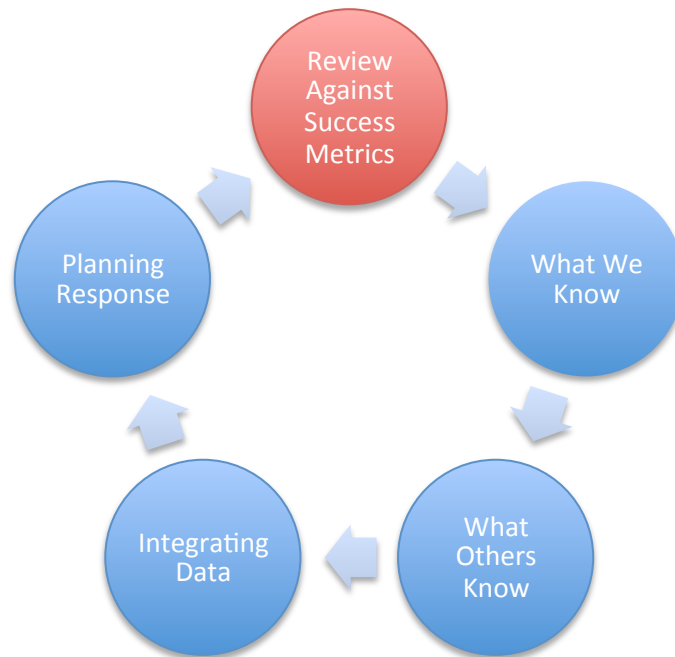 Review
Against
Success
Metrics
What We
Know
What
Others
Know
Integrating
Data
Planning
Response